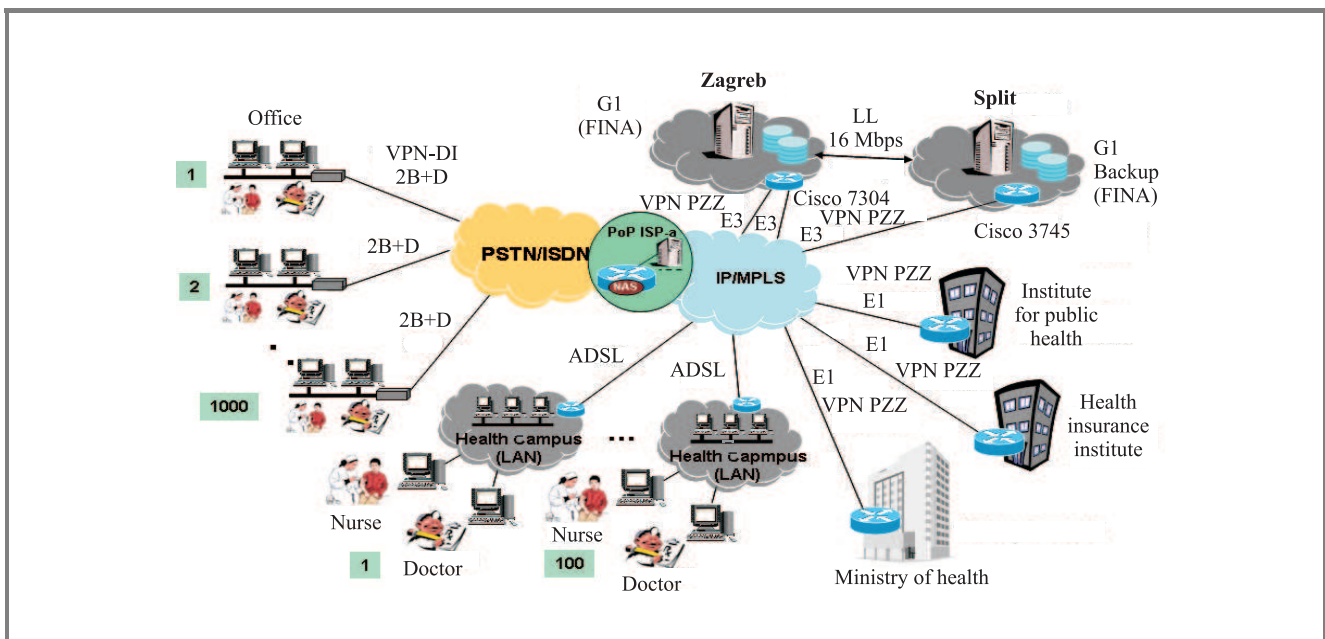 Zagreb
Split
G1
(FINA)
LL
16 Mbps
G1
Backup
(FINA)
Office
1
VPN-DI
2B+D
VPN PZZ
Cisco 7304
E3
E3
VPN PZZ
E3
Cisco 3745
PSTN/ISDN
PoP ISP-a
NAS
IP/MPLS
2
2B+D
VPN PZZ
E1
Institute
for public
health
2B+D
E1
VPN PZZ
ADSL
ADSL
E1
VPN PZZ
1000
Health
insurance
institute
Health Campus
(LAN)
...
Health Capmpus
(LAN)
Nurse
Doctor
1
Nurse
Doctor
100
Ministry of health